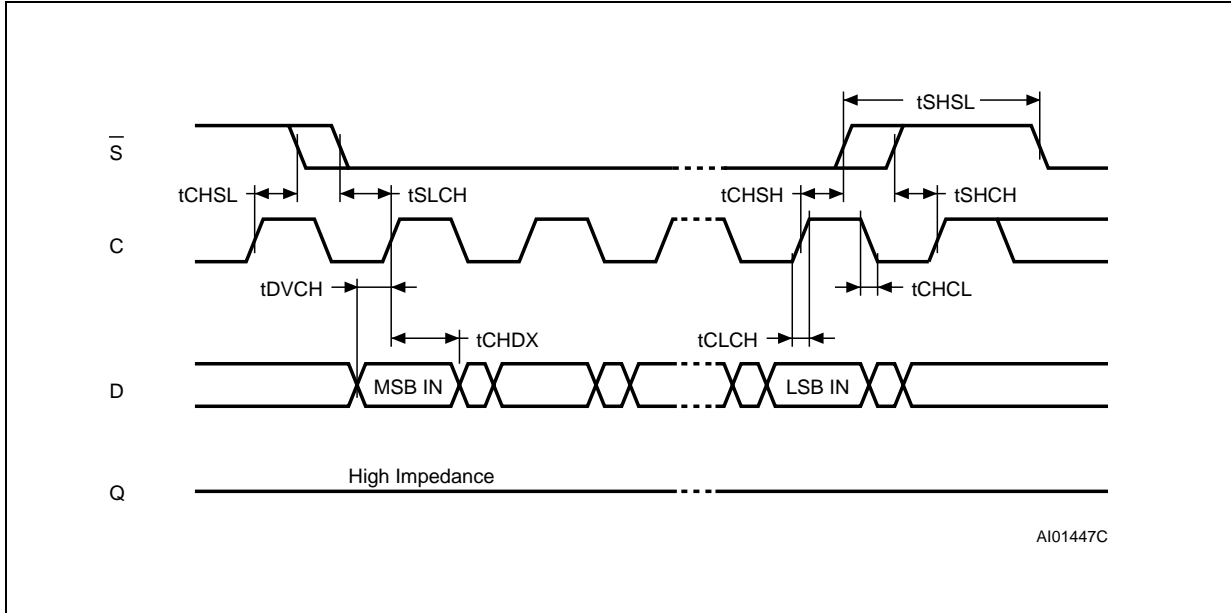 tSHSL
S̅
tCHSL tSLCH tCHSH tSHCH
C
tDVCH tCHCL
tCHDX tCLCH
D MSB IN LSB IN
High Impedance
Q
AI01447C